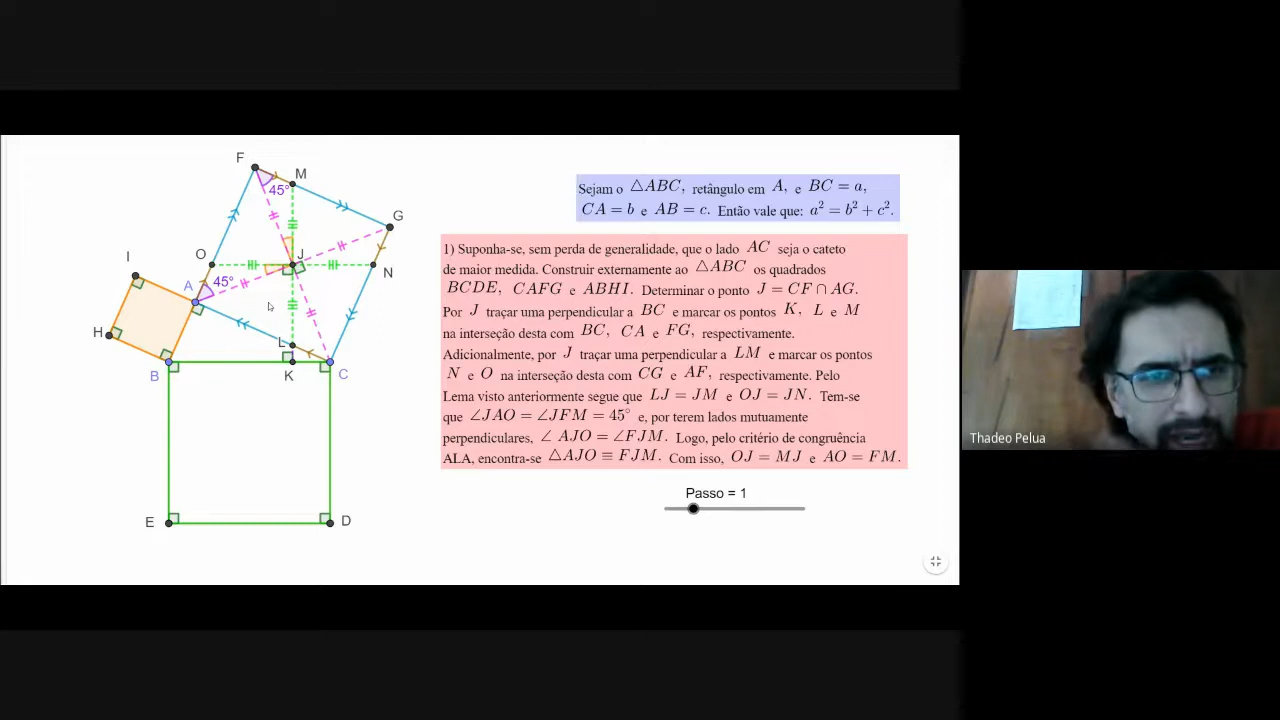 F
M
45°
G
O
J
N
I
45°
A
H
L
B
K
C
E
D
Sejam o △ABC, retângulo em A, e BC = a,
CA = b e AB = c. Então vale que: a² = b² + c².
1) Suponha-se, sem perda de generalidade, que o lado AC seja o cateto
de maior medida. Construir externamente ao △ABC os quadrados
BCDE, CAFG e ABHI. Determinar o ponto J = CF ∩ AG.
Por J traçar uma perpendicular a BC e marcar os pontos K, L e M
na interseção desta com BC, CA e FG, respectivamente.
Adicionalmente, por J traçar uma perpendicular a LM e marcar os pontos
N e O na interseção desta com CG e AF, respectivamente. Pelo
Lema visto anteriormente segue que LJ = JM e OJ = JN. Tem-se
que ∠JAO = ∠JFM = 45° e, por terem lados mutuamente
perpendiculares, ∠ AJO = ∠FJM. Logo, pelo critério de congruência
ALA, encontra-se △AJO ≡ FJM. Com isso, OJ = MJ e AO = FM.
Passo = 1
Thadeo Pelua